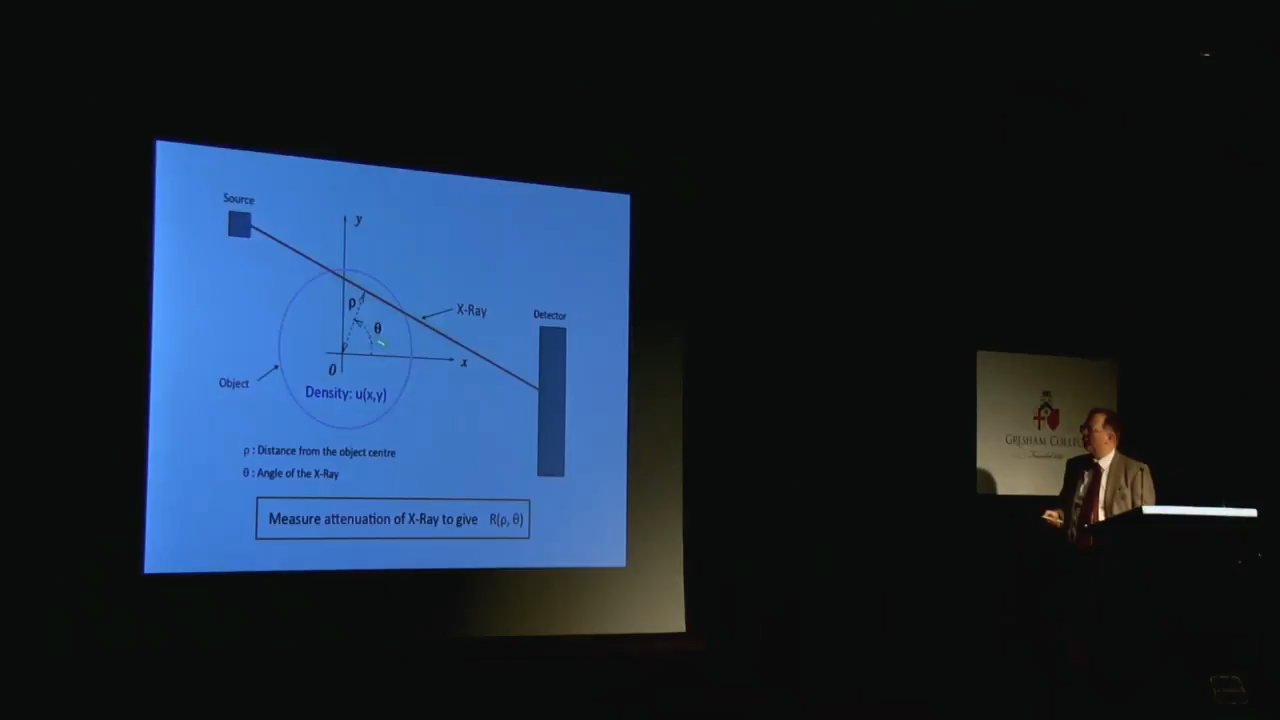 Source
y
ρ
θ
X-Ray
Detector
x
0
Object
Density: u(x,y)
ρ : Distance from the object centre
θ : Angle of the X-Ray
Measure attenuation of X-Ray to give R(ρ, θ)
GRESHAM COLLE